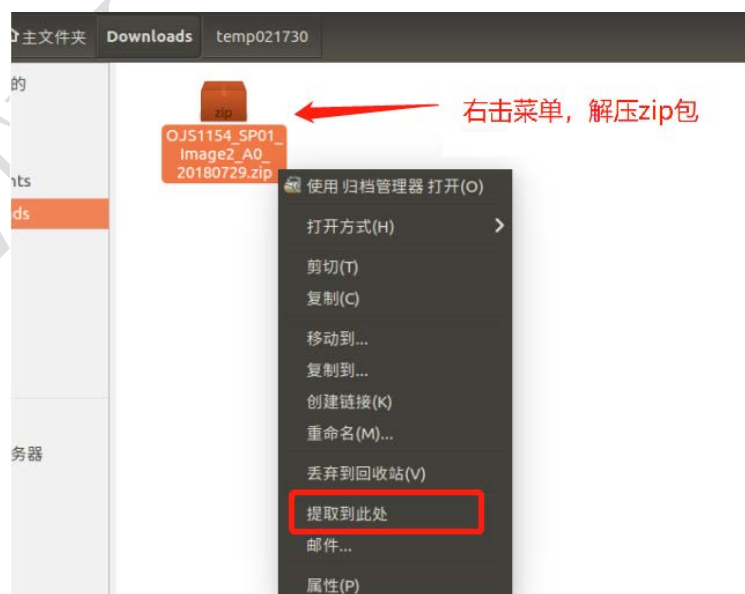 主文件夹 Downloads temp021730
的
zip
右击菜单，解压zip包
OJS1154_SP01_
Image2_A0_
20180729.zip
nts
使用 归档管理器 打开(O)
ds
打开方式(H)
剪切(T)
复制(C)
移动到...
复制到...
创建链接(K)
重命名(M)...
务器
丢弃到回收站(V)
提取到此处
邮件...
属性(P)